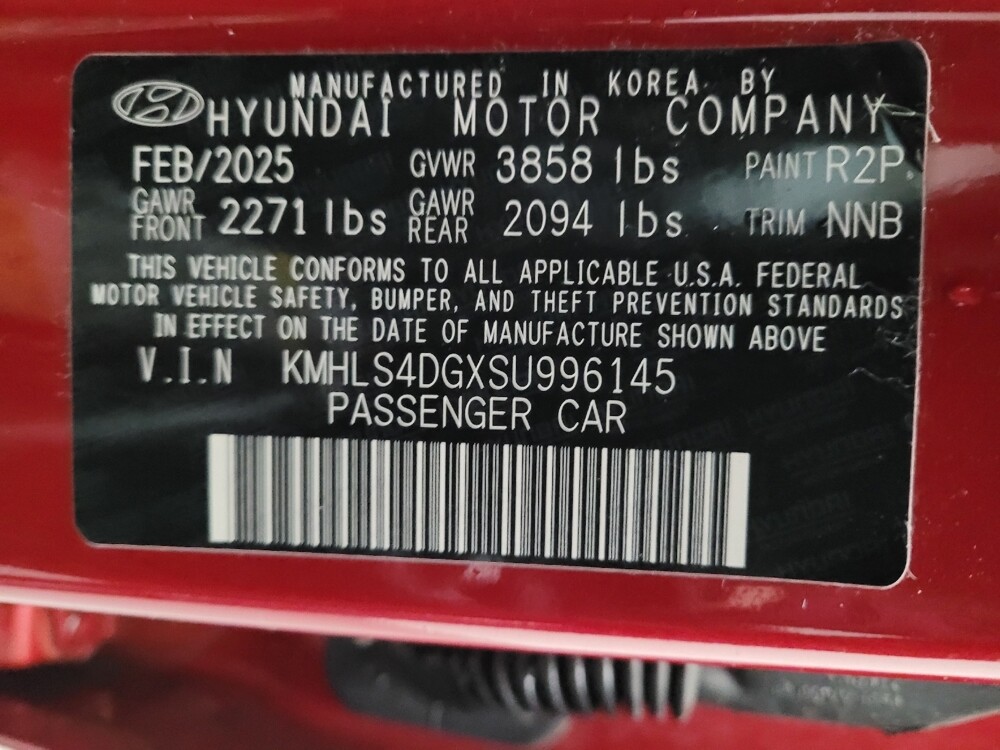 MANUFACTURED IN KOREA BY
HYUNDAI MOTOR COMPANY
FEB/2025 GVWR 3858 lbs PAINT R2P
GAWR FRONT 2271 lbs GAWR REAR 2094 lbs TRIM NNB
THIS VEHICLE CONFORMS TO ALL APPLICABLE U.S.A. FEDERAL
MOTOR VEHICLE SAFETY, BUMPER, AND THEFT PREVENTION STANDARDS
IN EFFECT ON THE DATE OF MANUFACTURE SHOWN ABOVE
V.I.N KMHLS4DGXSU996145
PASSENGER CAR